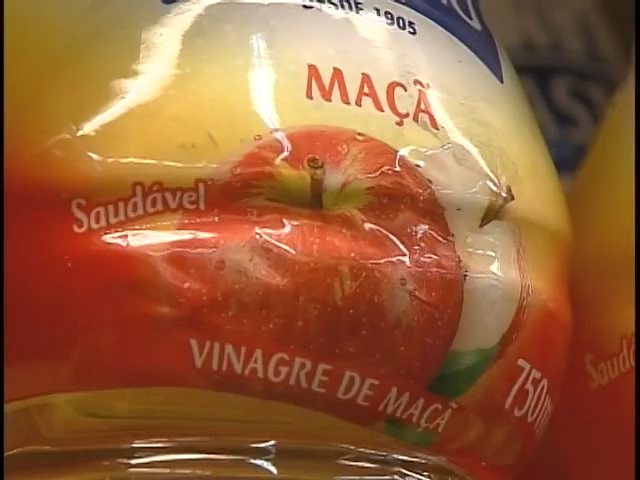 DESDE 1905
MAÇÃ
Saudável
VINAGRE DE MAÇÃ
750m
Saudá